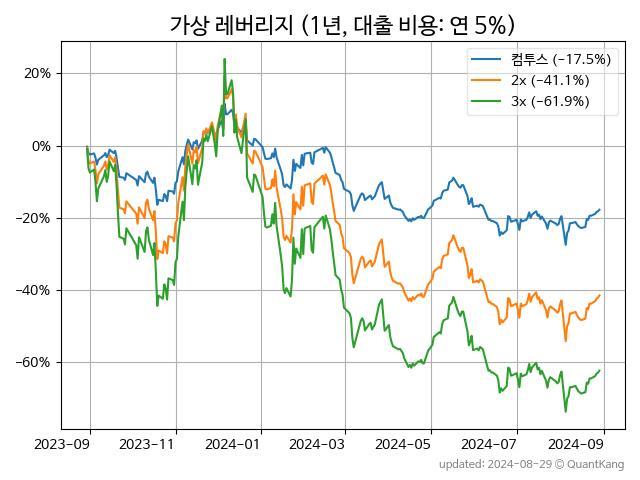 가상 레버리지 (1년, 대출 비용: 연 5%)
컴투스 (−17.5%)
2x (−41.1%)
3x (−61.9%)
20%
0%
−20%
−40%
−60%
2023-09 2023-11 2024-01 2024-03 2024-05 2024-07 2024-09
updated: 2024-08-29 © QuantKang